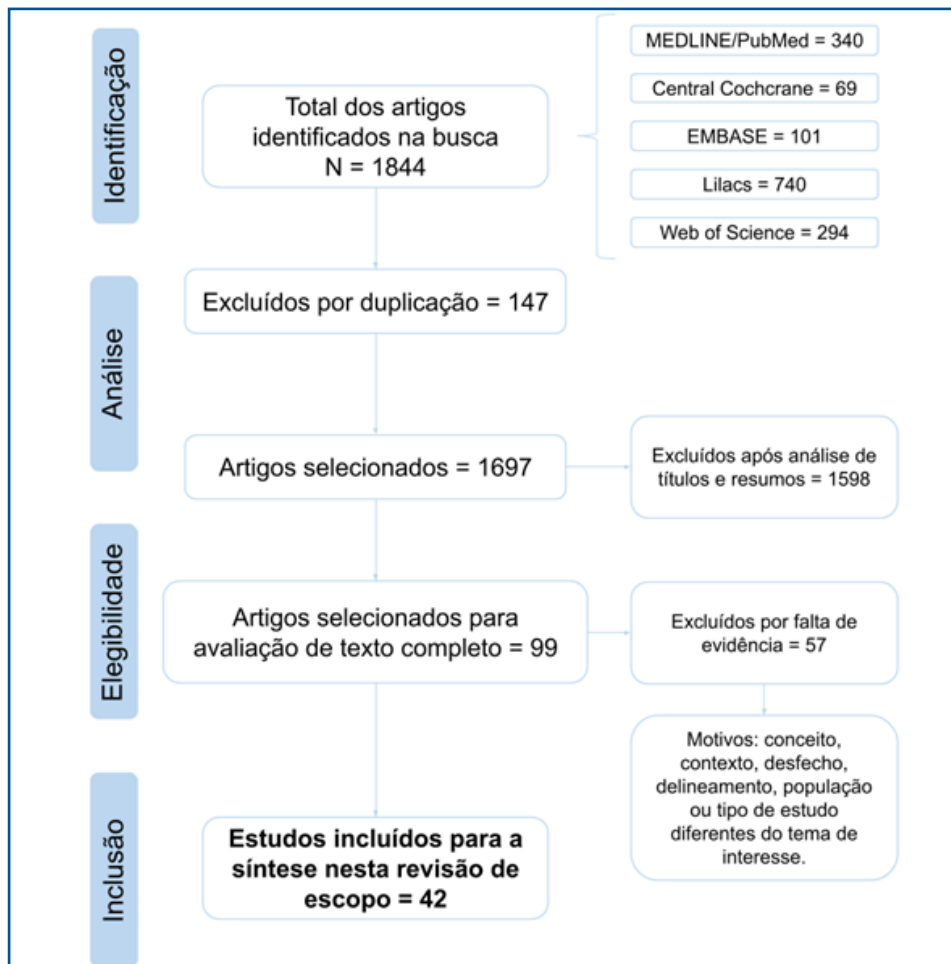 Identificação
Total dos artigos
identificados na busca
N = 1844
MEDLINE/PubMed = 340
Central Cochcrane = 69
EMBASE = 101
Lilacs = 740
Web of Science = 294
Análise
Excluídos por duplicação = 147
Artigos selecionados = 1697
Excluídos após análise de
títulos e resumos = 1598
Elegibilidade
Artigos selecionados para
avaliação de texto completo = 99
Excluídos por falta de
evidência = 57
Motivos: conceito,
contexto, desfecho,
delineamento, população
ou tipo de estudo
diferentes do tema de
interesse.
Inclusão
Estudos incluídos para a
síntese nesta revisão de
escopo = 42